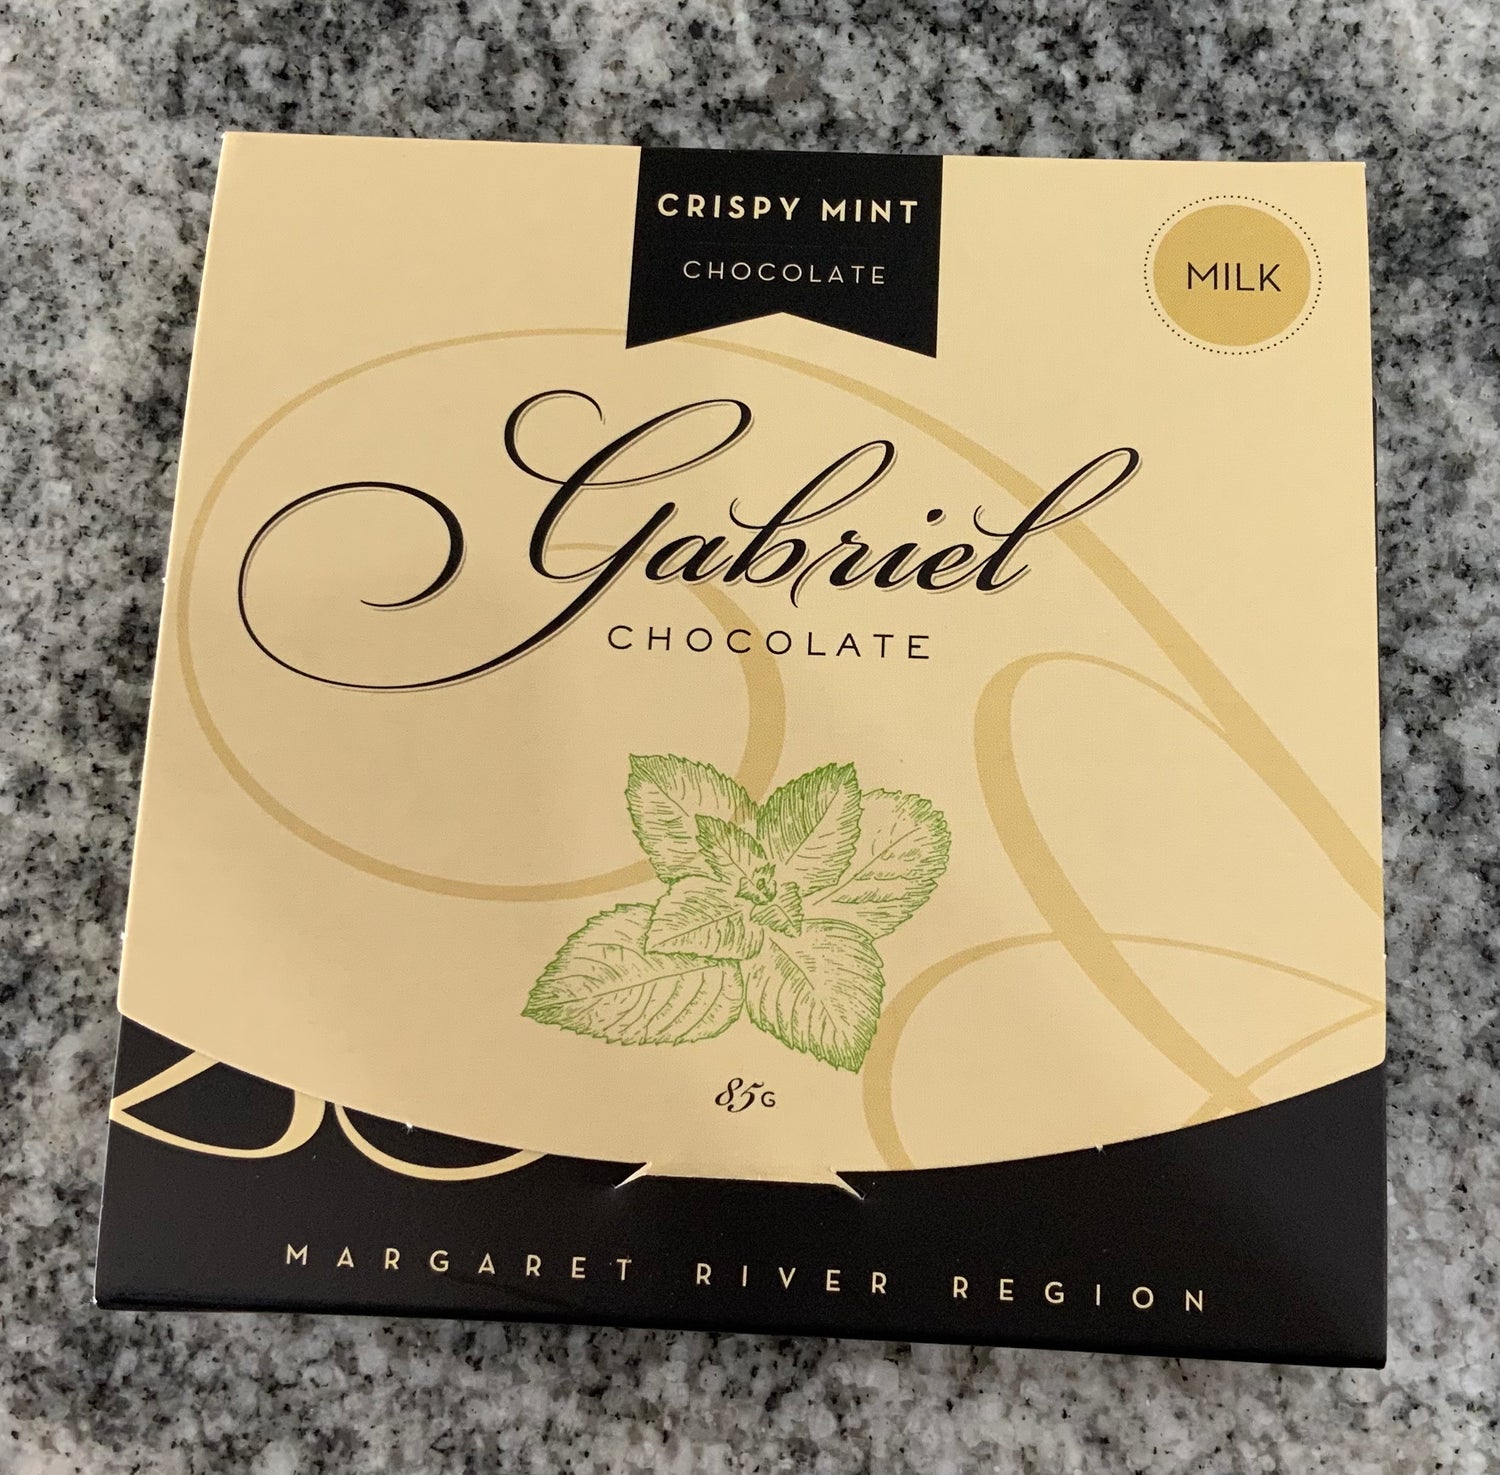 CRISPY MINT
CHOCOLATE
MILK
Gabriel
CHOCOLATE
85G
MARGARET RIVER REGION